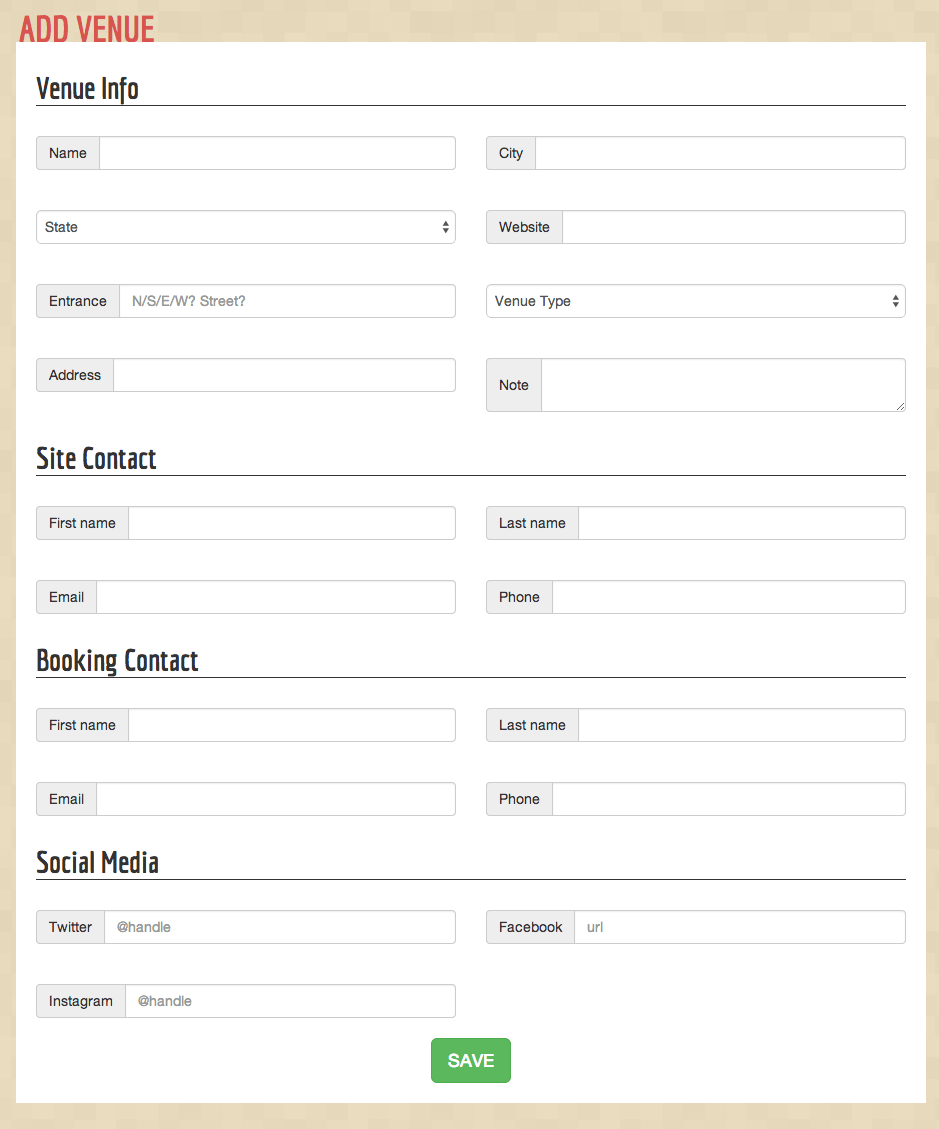 ADD VENUE
Venue Info
Name
City
State
Website
Entrance N/S/E/W? Street?
Venue Type
Address
Note
Site Contact
First name
Last name
Email
Phone
Booking Contact
First name
Last name
Email
Phone
Social Media
Twitter @handle
Facebook url
Instagram @handle
SAVE